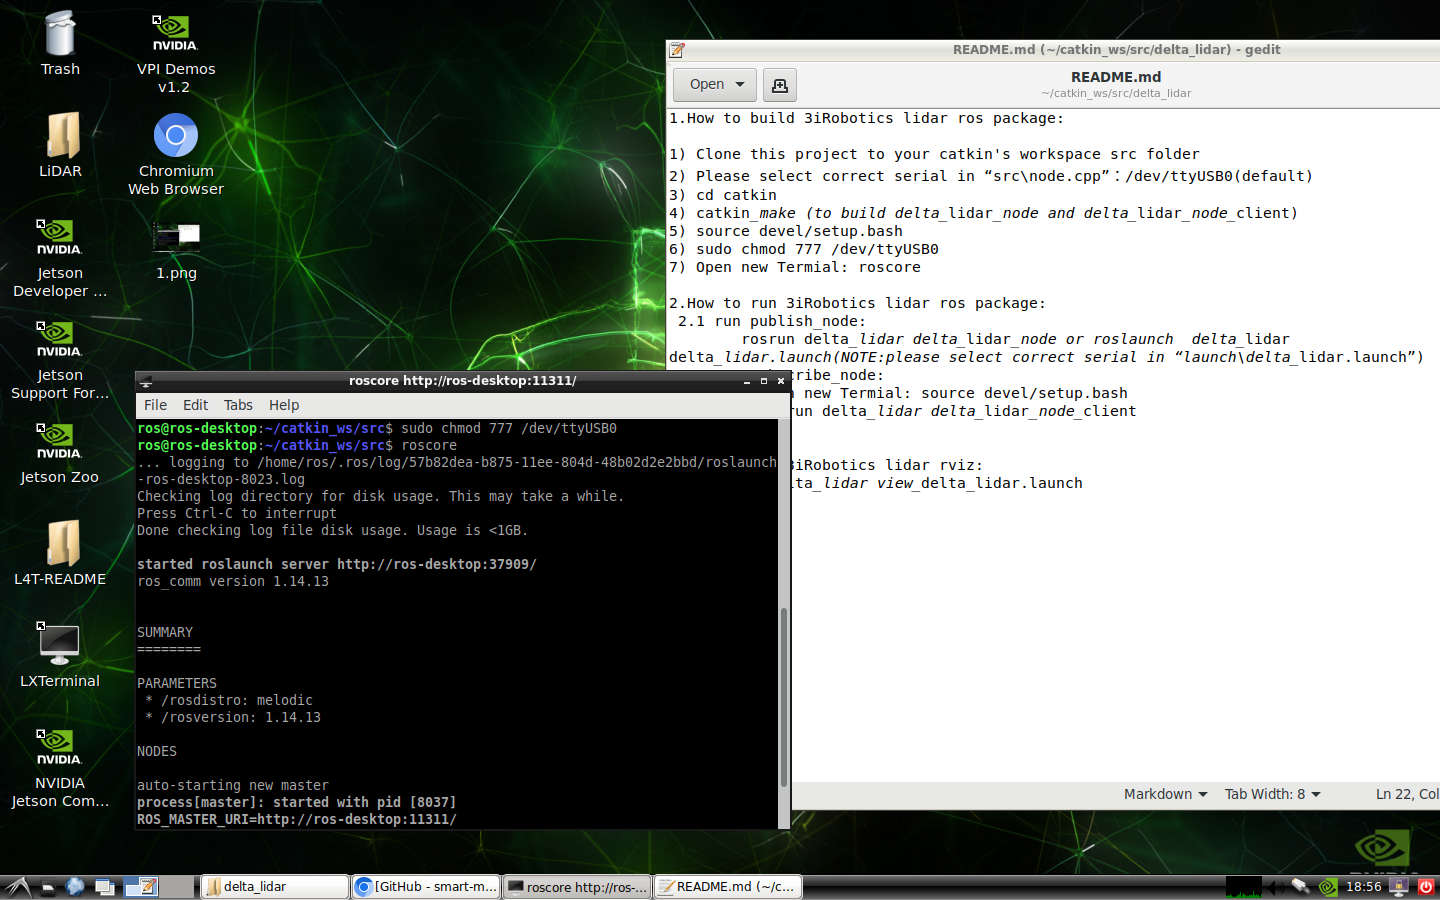 Trash
NVIDIA.
VPI Demos
v1.2
LiDAR
Chromium
Web Browser
NVIDIA.
Jetson
Developer ...
1.png
NVIDIA.
Jetson
Support For...
NVIDIA.
Jetson Zoo
L4T-README
LXTerminal
NVIDIA.
NVIDIA
Jetson Com...
README.md (~/catkin_ws/src/delta_lidar) - gedit
Open
README.md
~/catkin_ws/src/delta_lidar
1.How to build 3iRobotics lidar ros package:
1) Clone this project to your catkin's workspace src folder
2) Please select correct serial in “src\node.cpp”：/dev/ttyUSB0(default)
3) cd catkin
4) catkin_make (to build delta_lidar_node and delta_lidar_node_client)
5) source devel/setup.bash
6) sudo chmod 777 /dev/ttyUSB0
7) Open new Termial: roscore
2.How to run 3iRobotics lidar ros package:
2.1 run publish_node:
rosrun delta_lidar delta_lidar_node or roslaunch  delta_lidar
delta_lidar.launch(NOTE:please select correct serial in “launch\delta_lidar.launch”)
cribe_node:
new Termial: source devel/setup.bash
run delta_lidar delta_lidar_node_client
3iRobotics lidar rviz:
lta_lidar view_delta_lidar.launch
Markdown
Tab Width: 8
Ln 22, Col
roscore http://ros-desktop:11311/
File Edit Tabs Help
ros@ros-desktop:~/catkin_ws/src$ sudo chmod 777 /dev/ttyUSB0
ros@ros-desktop:~/catkin_ws/src$ roscore
... logging to /home/ros/.ros/log/57b82dea-b875-11ee-804d-48b02d2e2bbd/roslaunch
-ros-desktop-8023.log
Checking log directory for disk usage. This may take a while.
Press Ctrl-C to interrupt
Done checking log file disk usage. Usage is <1GB.
started roslaunch server http://ros-desktop:37909/
ros_comm version 1.14.13
SUMMARY
========
PARAMETERS
* /rosdistro: melodic
* /rosversion: 1.14.13
NODES
auto-starting new master
process[master]: started with pid [8037]
ROS_MASTER_URI=http://ros-desktop:11311/
delta_lidar
[GitHub - smart-m...
roscore http://ros-...
README.md (~/c...
18:56